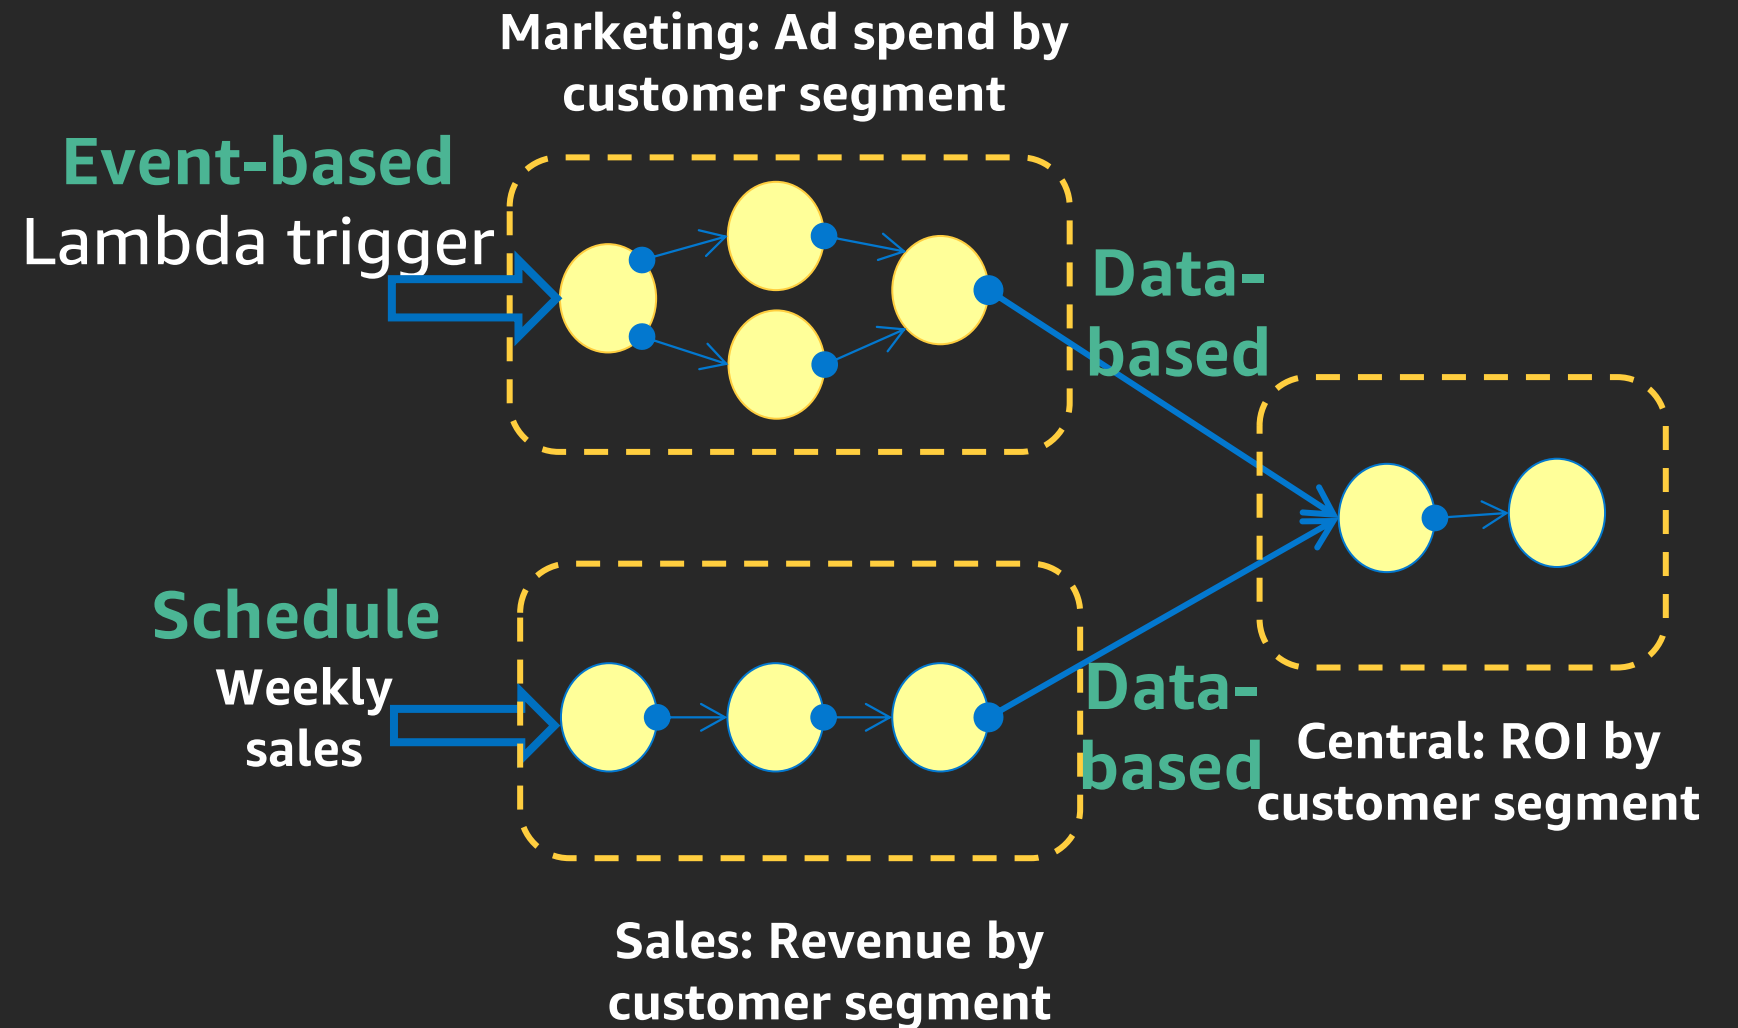 Marketing: Ad spend by
customer segment
Event-based
Lambda trigger
Data-
based
Schedule
Weekly
sales
Data-
based
Central: ROI by
customer segment
Sales: Revenue by
customer segment